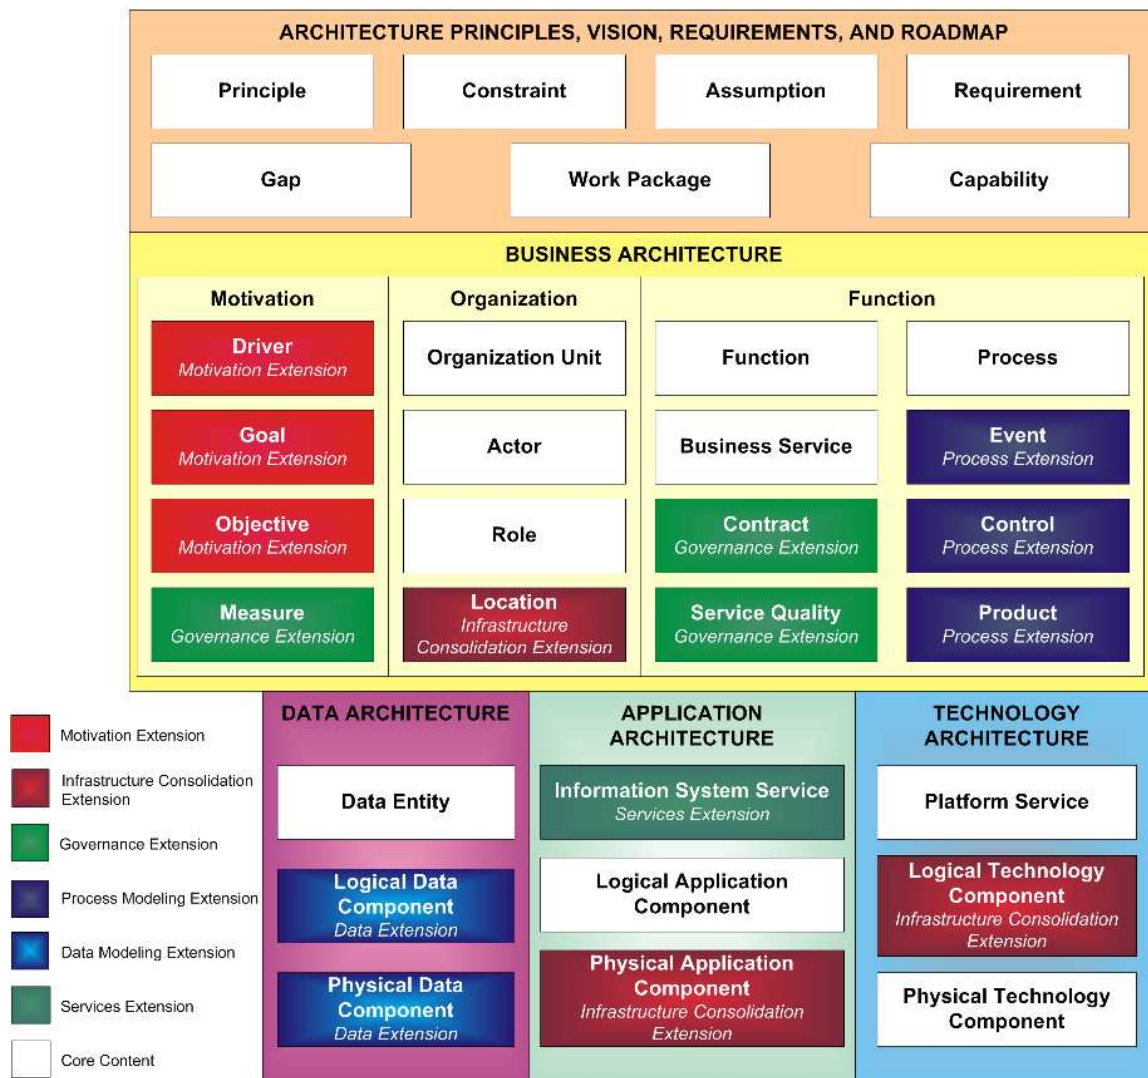 ARCHITECTURE PRINCIPLES, VISION, REQUIREMENTS, AND ROADMAP
Principle
Constraint
Assumption
Requirement
Gap
Work Package
Capability
BUSINESS ARCHITECTURE
Motivation
Organization
Function
Driver
Motivation Extension
Organization Unit
Function
Process
Goal
Motivation Extension
Actor
Business Service
Event
Process Extension
Objective
Motivation Extension
Role
Contract
Governance Extension
Control
Process Extension
Measure
Governance Extension
Location
Infrastructure
Consolidation Extension
Service Quality
Governance Extension
Product
Process Extension
DATA ARCHITECTURE
Data Entity
Logical Data
Component
Data Extension
Physical Data
Component
Data Extension
APPLICATION
ARCHITECTURE
Information System Service
Services Extension
Logical Application
Component
Physical Application
Component
Infrastructure Consolidation
Extension
TECHNOLOGY
ARCHITECTURE
Platform Service
Logical Technology
Component
Infrastructure Consolidation
Extension
Physical Technology
Component
Motivation Extension
Infrastructure Consolidation
Extension
Governance Extension
Process Modeling Extension
Data Modeling Extension
Services Extension
Core Content